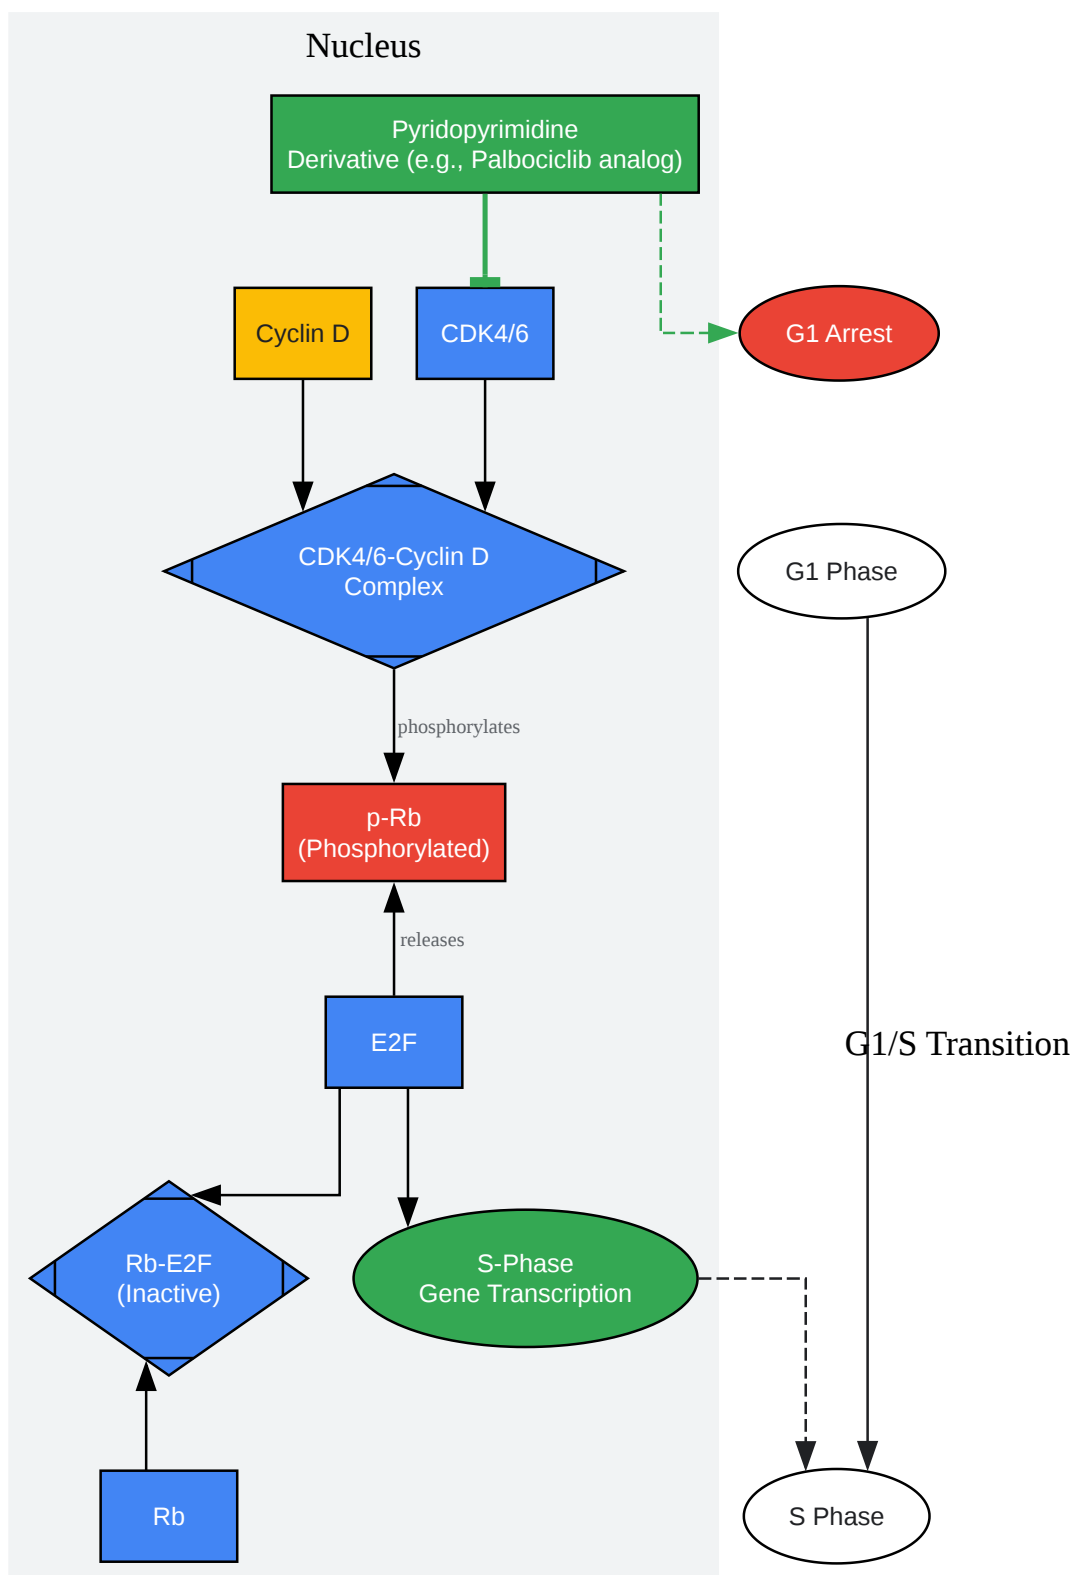 Nucleus
Pyridopyrimidine
Derivative (e.g., Palbociclib analog)
Cyclin D
CDK4/6
G1 Arrest
CDK4/6-Cyclin D
Complex
G1 Phase
phosphorylates
p-Rb
(Phosphorylated)
releases
E2F
G1/S Transition
Rb-E2F
(Inactive)
S-Phase
Gene Transcription
Rb
S Phase